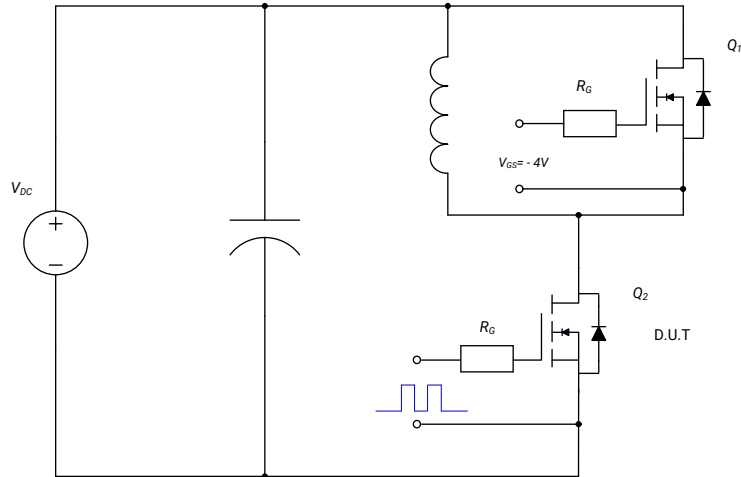 Q1
RG
VGS= - 4V
VDC
+
−
Q2
RG
D.U.T